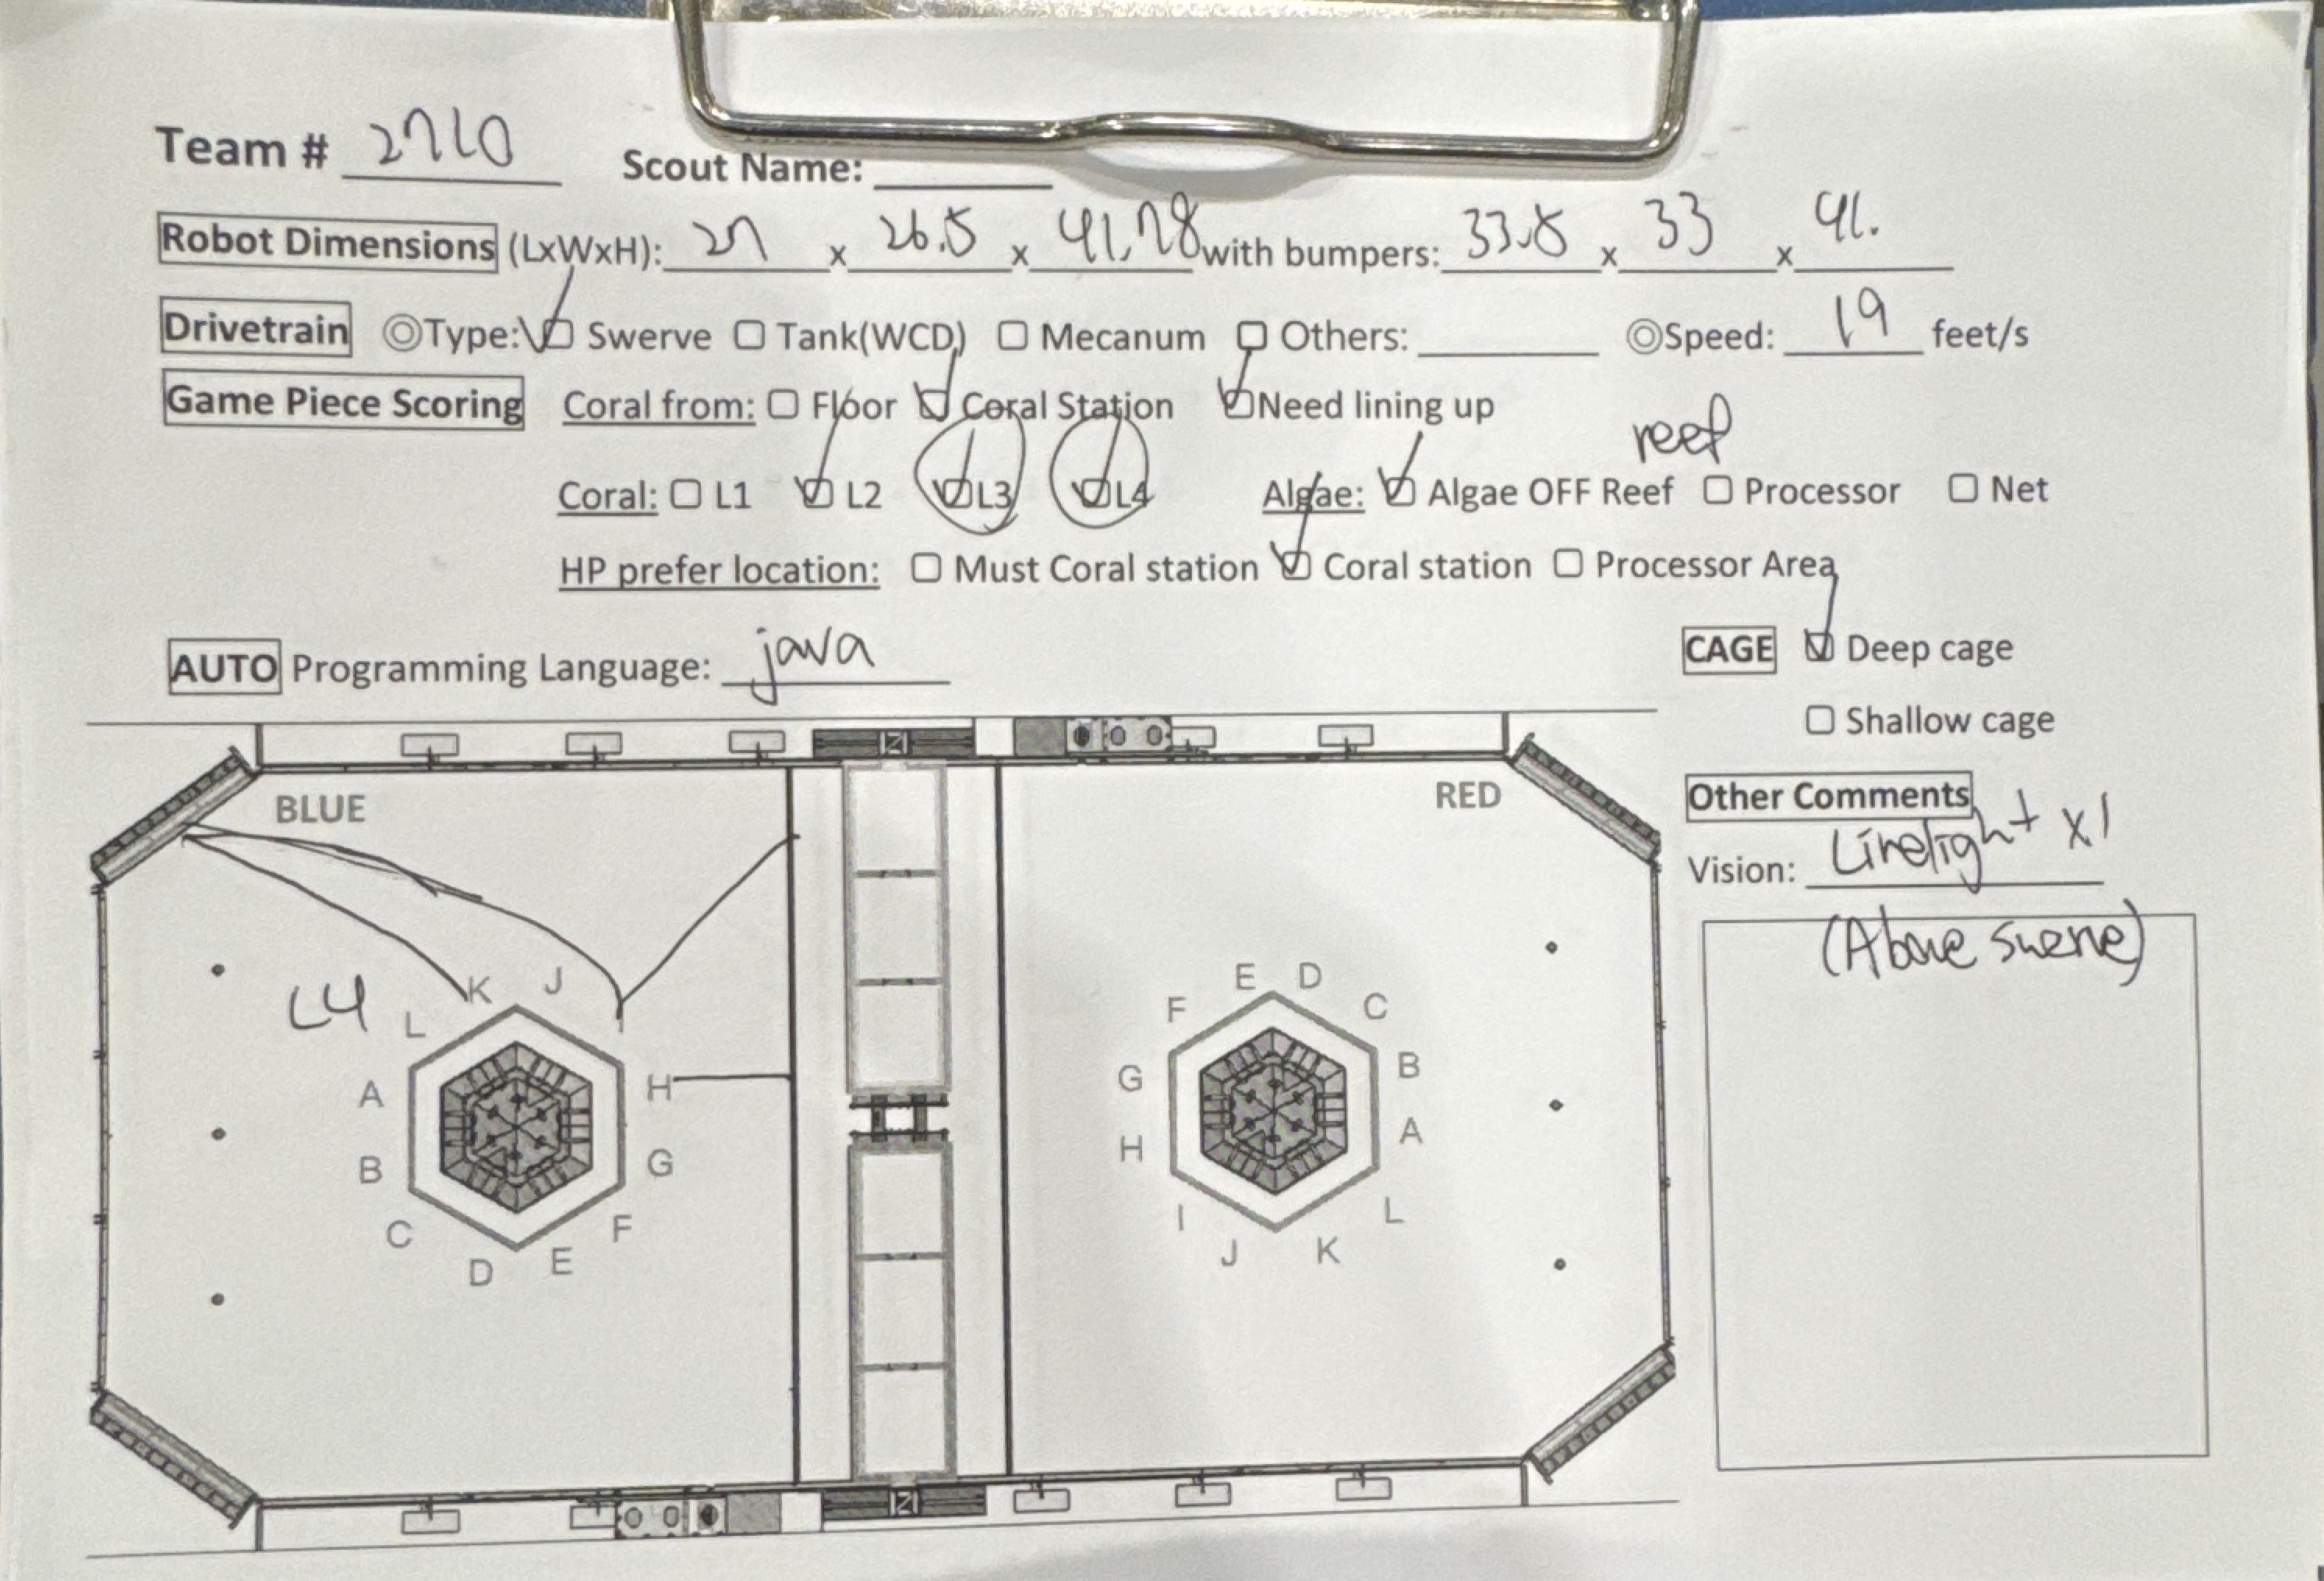 Team # 2710 Scout Name:
Robot Dimensions (LxWxH): 27 x 26.5 x 41.78 with bumpers: 33.5 x 33 x 41.
Drivetrain ◎Type: ☑ Swerve ☐ Tank(WCD) ☐ Mecanum ☐ Others: ◎Speed: 19 feet/s
Game Piece Scoring Coral from: ☐ Floor ☑ Coral Station ☑ Need lining up
reef
Coral: ☐ L1 ☑ L2 ☑ L3 ☑ L4 Algae: ☑ Algae OFF Reef ☐ Processor ☐ Net
HP prefer location: ☐ Must Coral station ☑ Coral station ☐ Processor Area
AUTO Programming Language: java
CAGE ☑ Deep cage
☐ Shallow cage
BLUE
RED
Other Comments
Vision: Limelight x1
(Above swerve)
L4
K J
L I
A H
B G
C F
D E
E D
F C
G B
H A
I L
J K